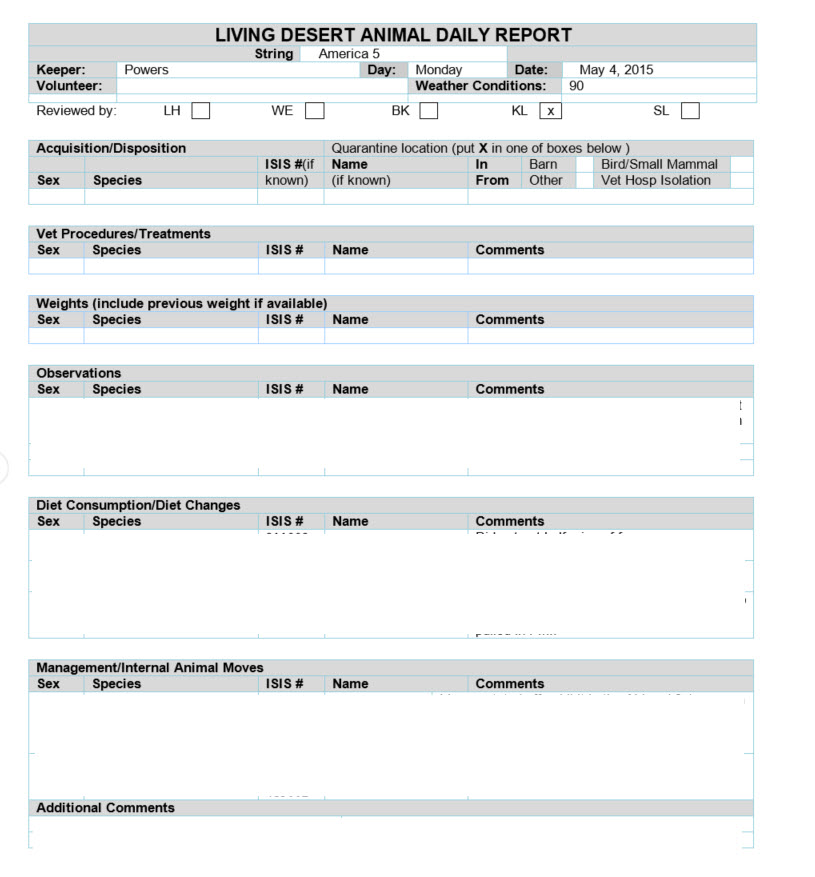 LIVING DESERT ANIMAL DAILY REPORT
String America 5
Keeper: Powers Day: Monday Date: May 4, 2015
Volunteer: Weather Conditions: 90
Reviewed by: LH WE BK KL x SL
Acquisition/Disposition Quarantine location (put X in one of boxes below )
ISIS #(if Name In Barn Bird/Small Mammal
Sex Species known) (if known) From Other Vet Hosp Isolation
Vet Procedures/Treatments
Sex Species ISIS # Name Comments
Weights (include previous weight if available)
Sex Species ISIS # Name Comments
Observations
Sex Species ISIS # Name Comments
Diet Consumption/Diet Changes
Sex Species ISIS # Name Comments
Management/Internal Animal Moves
Sex Species ISIS # Name Comments
Additional Comments